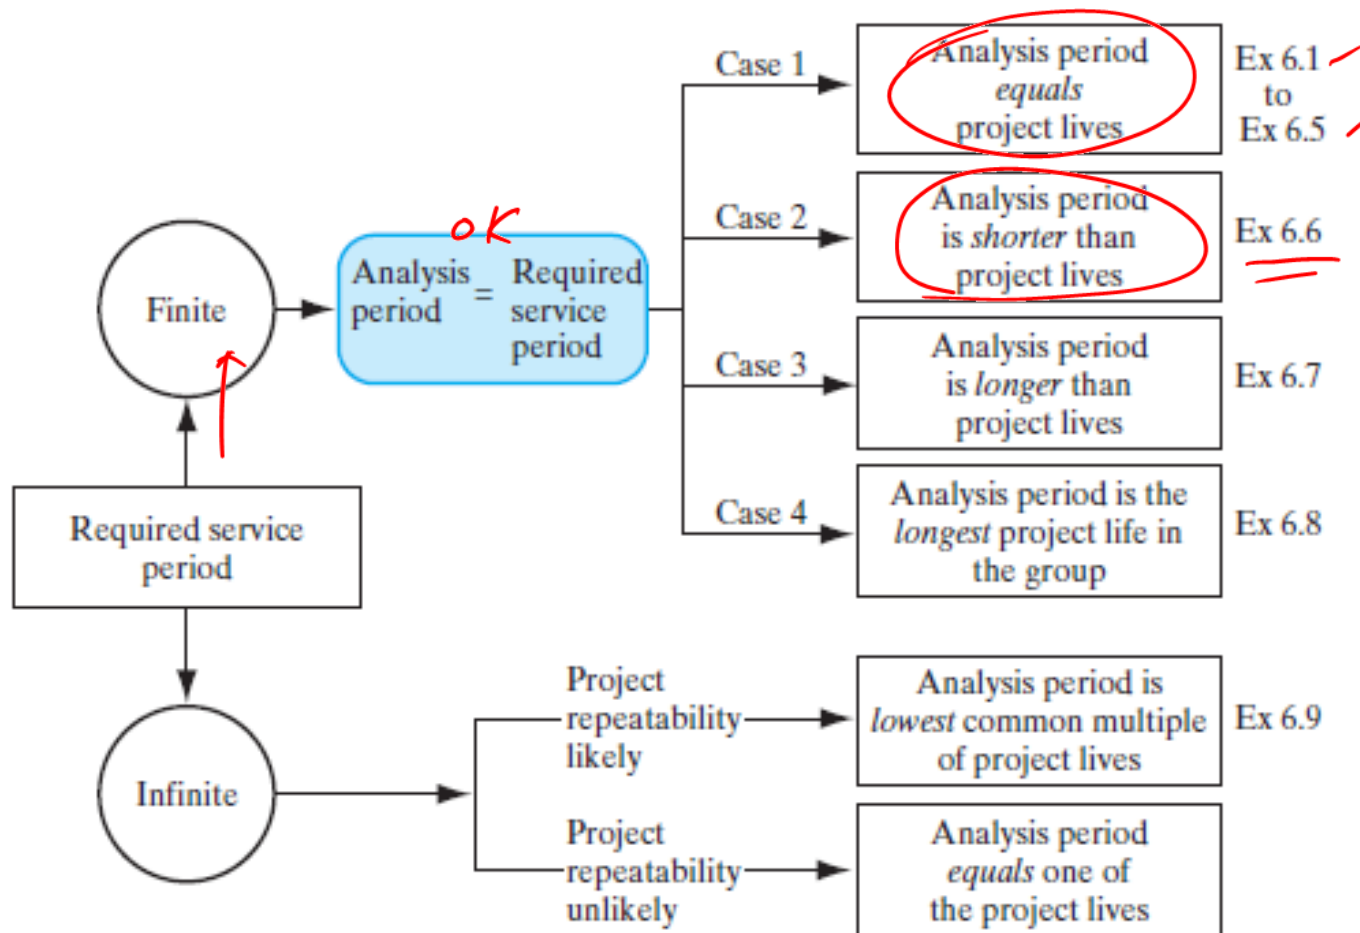 Case 1
Analysis period
equals
project lives
Ex 6.1
to
Ex 6.5
Case 2
Analysis period
is shorter than
project lives
Ex 6.6
OK
Analysis period = Required service period
Finite
Case 3
Analysis period
is longer than
project lives
Ex 6.7
Case 4
Analysis period is the
longest project life in
the group
Ex 6.8
Required service
period
Infinite
Project
repeatability
likely
Analysis period is
lowest common multiple
of project lives
Ex 6.9
Project
repeatability
unlikely
Analysis period
equals one of
the project lives